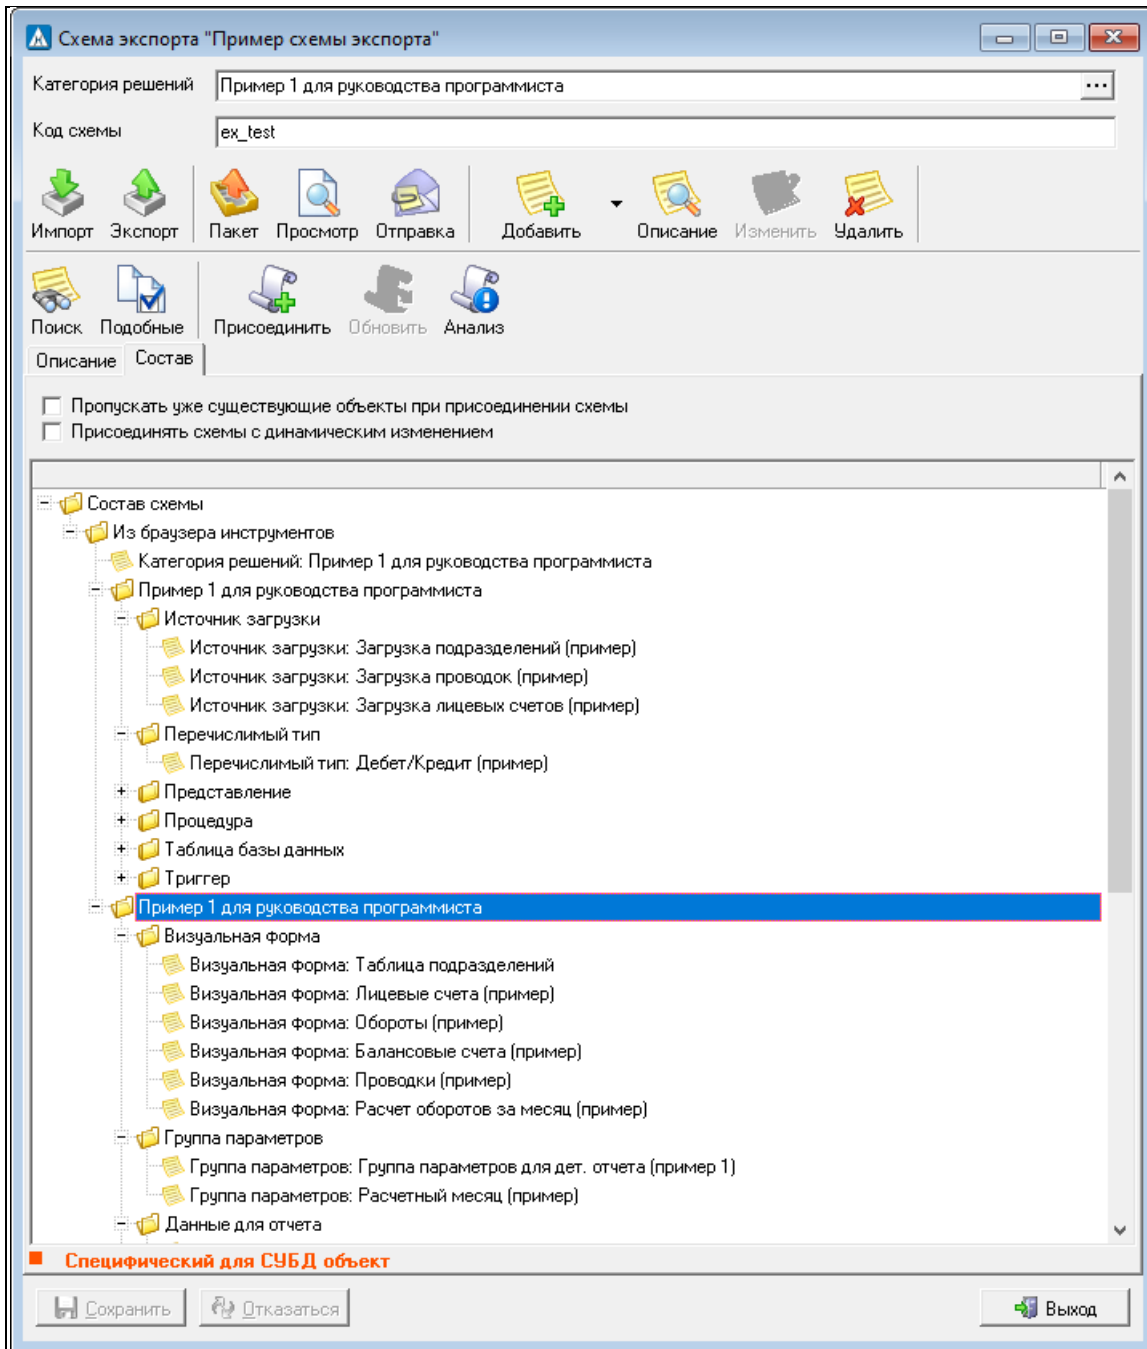 Схема экспорта "Пример схемы экспорта"
Категория решений Пример 1 для руководства программиста ...
Код схемы ex_test
Импорт Экспорт Пакет Просмотр Отправка Добавить Описание Изменить Удалить
Поиск Подобные Присоединить Обновить Анализ
Описание Состав
Пропускать уже существующие объекты при присоединении схемы
Присоединять схемы с динамическим изменением
Состав схемы
Из браузера инструментов
Категория решений: Пример 1 для руководства программиста
Пример 1 для руководства программиста
Источник загрузки
Источник загрузки: Загрузка подразделений (пример)
Источник загрузки: Загрузка проводок (пример)
Источник загрузки: Загрузка лицевых счетов (пример)
Перечислимый тип
Перечислимый тип: Дебет/Кредит (пример)
Представление
Процедура
Таблица базы данных
Триггер
Пример 1 для руководства программиста
Визуальная форма
Визуальная форма: Таблица подразделений
Визуальная форма: Лицевые счета (пример)
Визуальная форма: Обороты (пример)
Визуальная форма: Балансовые счета (пример)
Визуальная форма: Проводки (пример)
Визуальная форма: Расчет оборотов за месяц (пример)
Группа параметров
Группа параметров: Группа параметров для дет. отчета (пример 1)
Группа параметров: Расчетный месяц (пример)
Данные для отчета
Специфический для СУБД объект
Сохранить Отказаться Выход